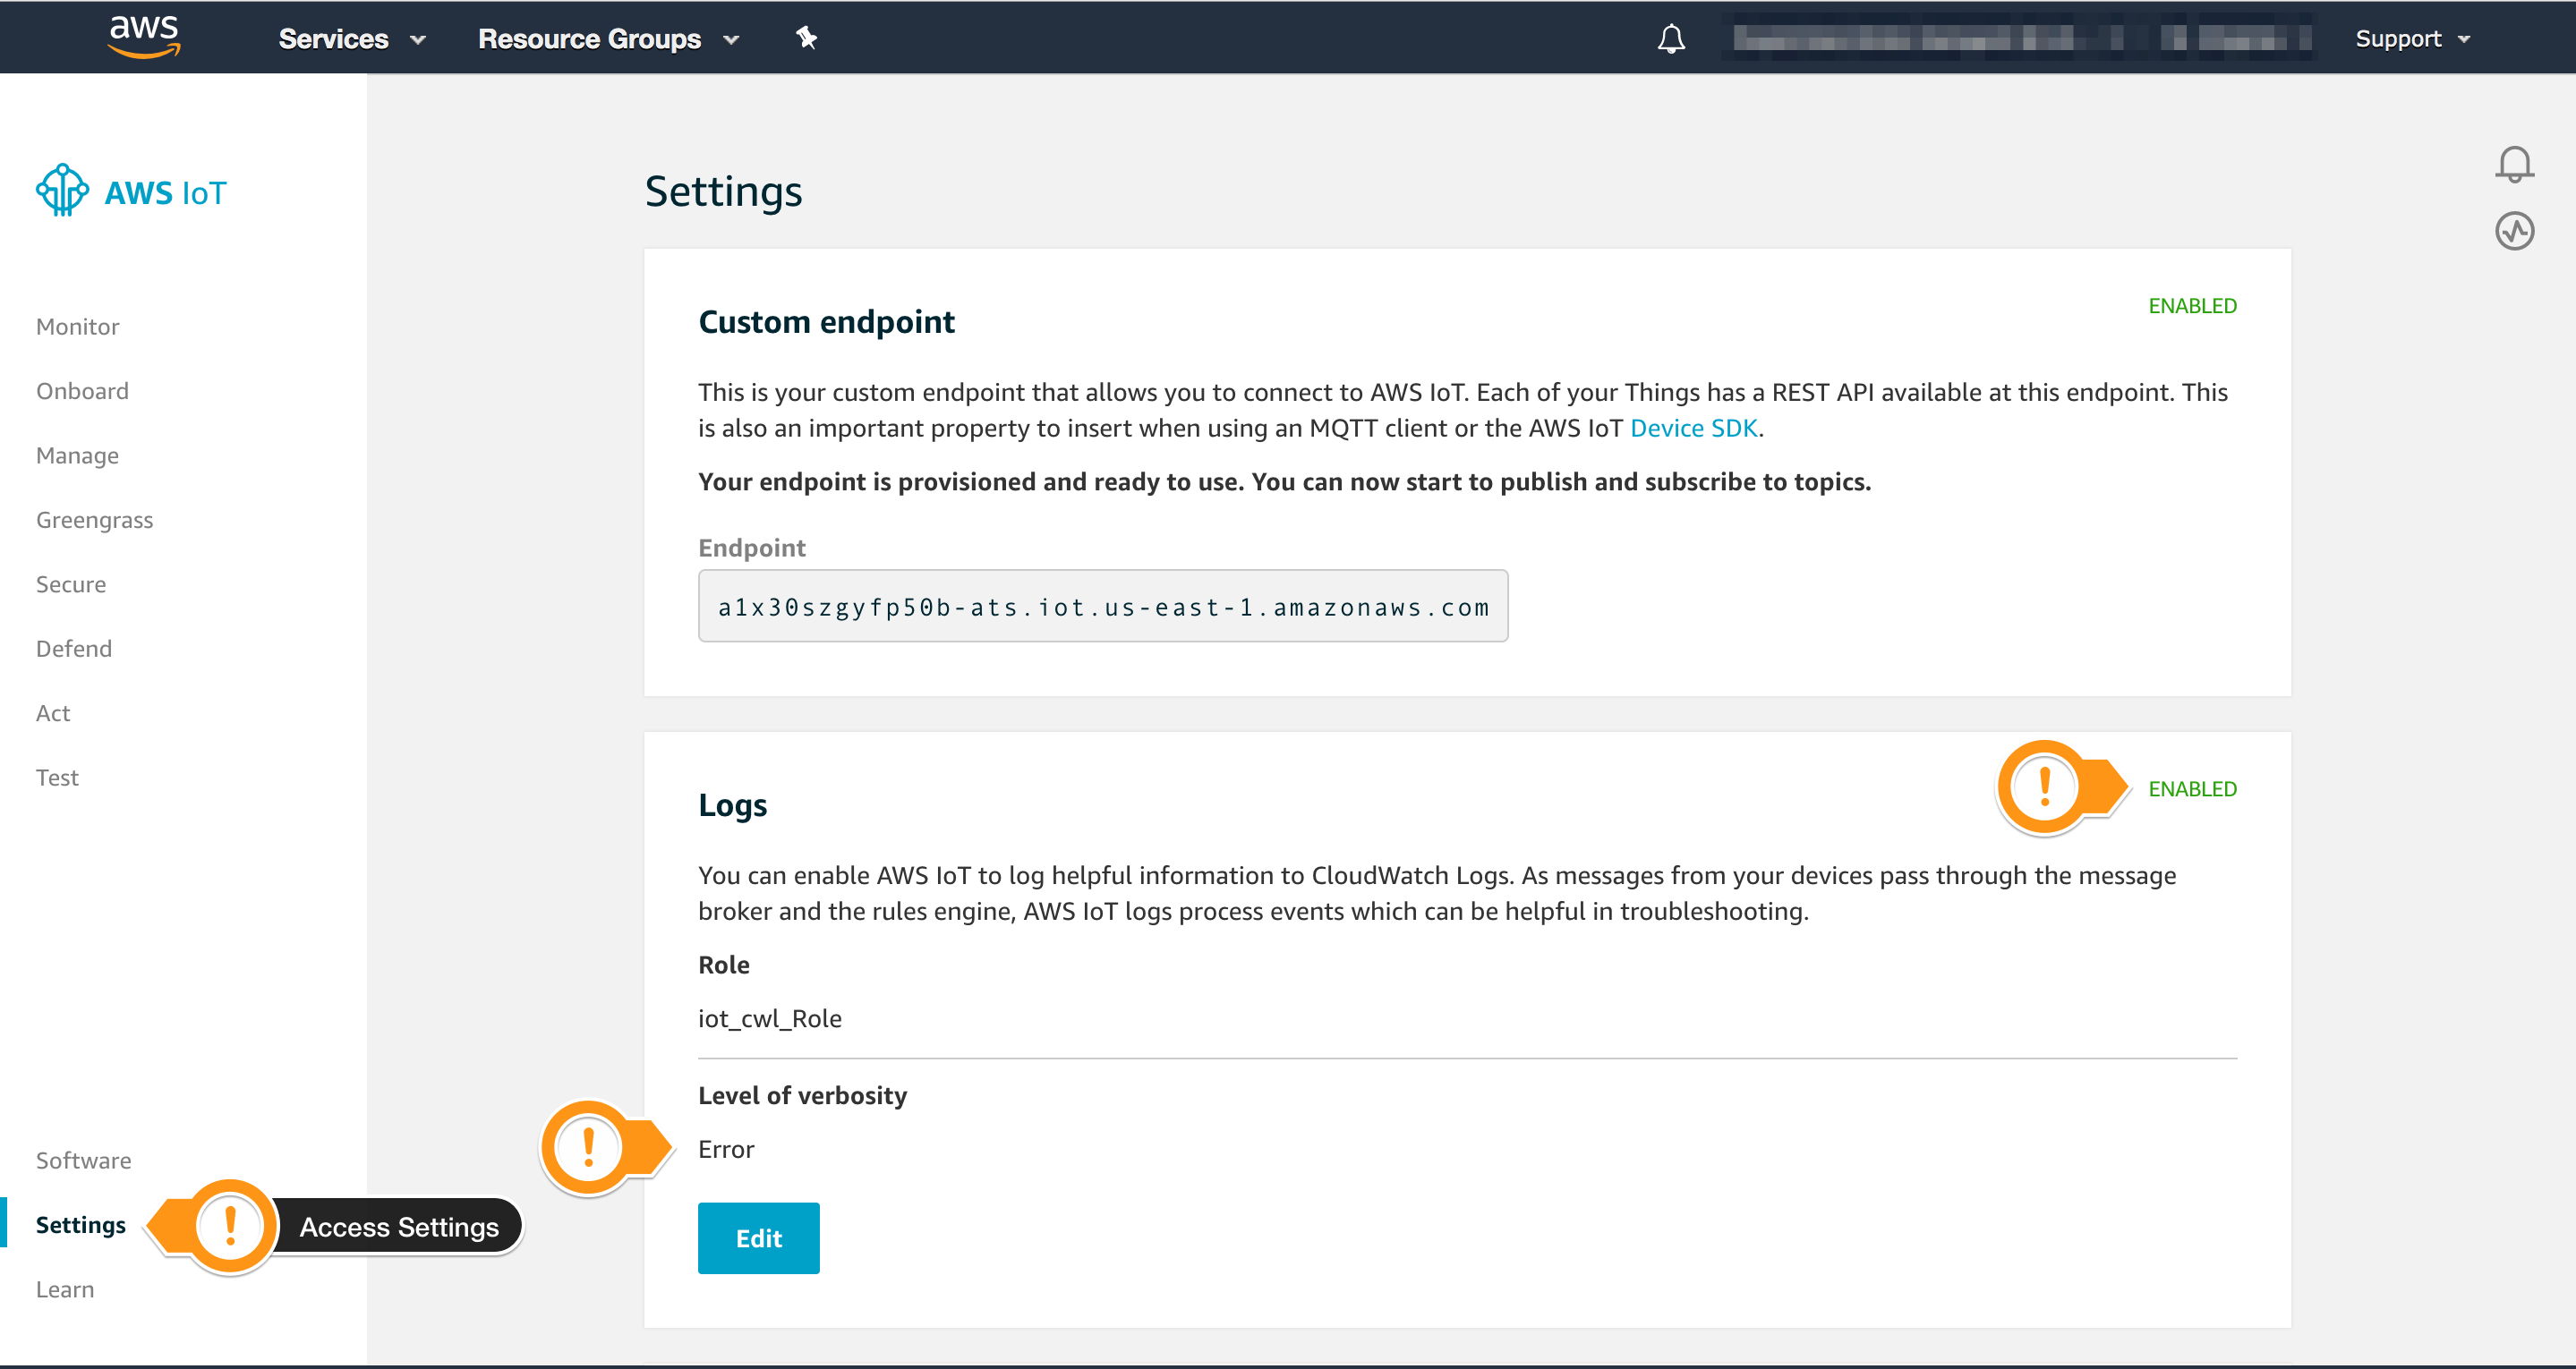 aws
Services
Resource Groups
Support
AWS IoT
Monitor
Onboard
Manage
Greengrass
Secure
Defend
Act
Test
Software
Settings
! Access Settings
Learn
Settings
Custom endpoint
ENABLED
This is your custom endpoint that allows you to connect to AWS IoT. Each of your Things has a REST API available at this endpoint. This
is also an important property to insert when using an MQTT client or the AWS IoT Device SDK.
Your endpoint is provisioned and ready to use. You can now start to publish and subscribe to topics.
Endpoint
a1x30szgyfp50b-ats.iot.us-east-1.amazonaws.com
Logs
! ENABLED
You can enable AWS IoT to log helpful information to CloudWatch Logs. As messages from your devices pass through the message
broker and the rules engine, AWS IoT logs process events which can be helpful in troubleshooting.
Role
iot_cwl_Role
Level of verbosity
! Error
Edit